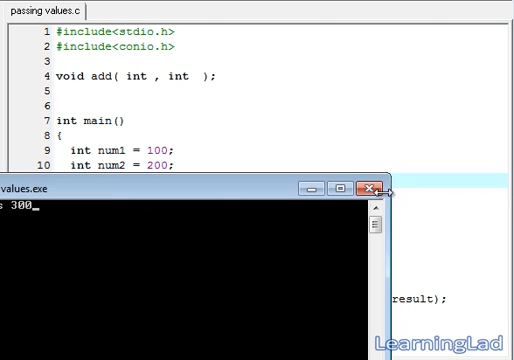 passing values.c
1 #include<stdio.h>
2 #include<conio.h>
3
4 void add( int , int );
5
6
7 int main()
8 {
9 int num1 = 100;
10 int num2 = 200;
values.exe
s 300_
result);
LearningLad